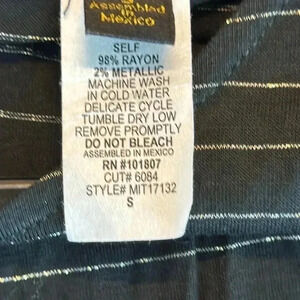 Assembled
in
Mexico
SELF
98% RAYON
2% METALLIC
MACHINE WASH
IN COLD WATER
DELICATE CYCLE
TUMBLE DRY LOW
REMOVE PROMPTLY
DO NOT BLEACH
ASSEMBLED IN MEXICO
RN #101807
CUT# 6084
STYLE# MIT17132
S